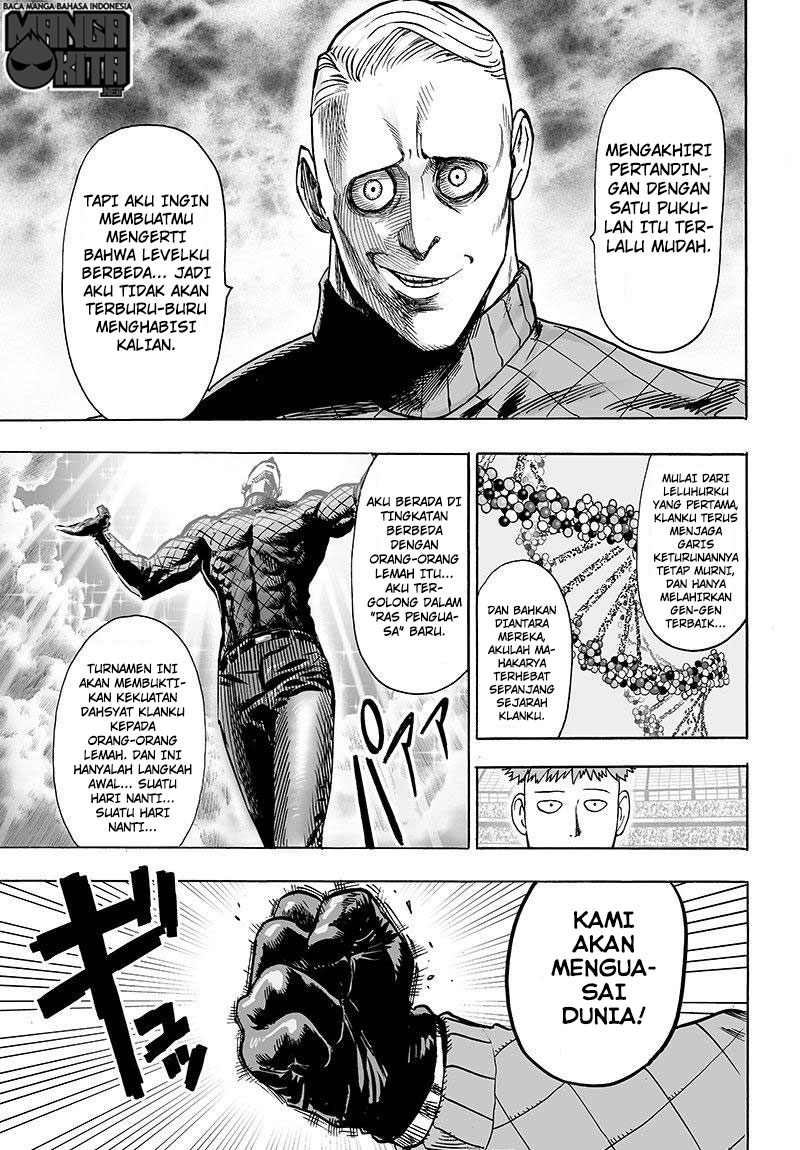 BACA MANGA BAHASA INDONESIA
MANGA
KITA
.NET
MENGAKHIRI
PERTANDIN-
GAN DENGAN
SATU PUKU-
LAN ITU TER-
LALU MUDAH.
TAPI AKU INGIN
MEMBUATMU
MENGERTI
BAHWA LEVELKU
BERBEDA... JADI
AKU TIDAK AKAN
TERBURU-BURU
MENGHABISI
KALIAN.
MULAI DARI
LELUHURKU
YANG PERTAMA,
KLANKU TERUS
MENJAGA
GARIS
KETURUNANNYA
TETAP MURNI,
DAN HANYA
MELAHIRKAN
GEN-GEN
TERBAIK...
DAN BAHKAN
DIANTARA
MEREKA,
AKULAH MA-
HAKARYA
TERHEBAT
SEPANJANG
SEJARAH
KLANKU.
AKU BERADA DI
TINGKATAN
BERBEDA
DENGAN
ORANG-ORANG
LEMAH ITU...
AKU TER-
GOLONG DALAM
"RAS PENGUA-
SA" BARU.
TURNAMEN INI
AKAN MEMBUKTI-
KAN KEKUATAN
DAHSYAT KLANKU
KEPADA
ORANG-ORANG
LEMAH. DAN INI
HANYALAH LANGKAH
AWAL... SUATU
HARI NANTI...
SUATU HARI
NANTI...
パアア
KAMI
AKAN
MENGUA-
SAI
DUNIA!
ギュ